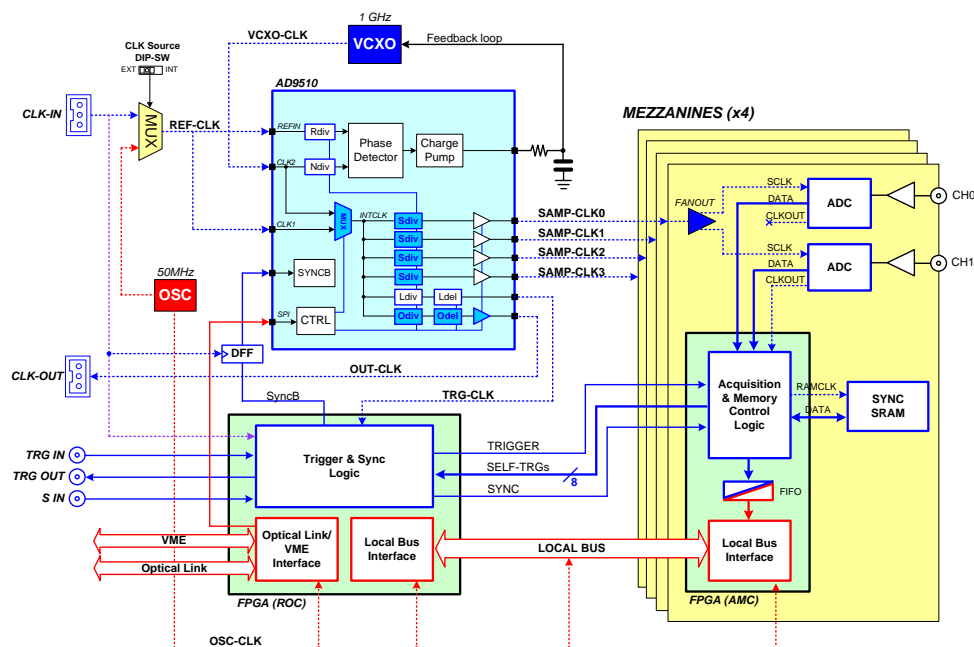 1 GHz
VCXO-CLK
VCXO
Feedback loop
CLK Source
DIP-SW
EXT
INT
AD9510
CLK-IN
MUX
REF-CLK
REFIN
Rdiv
Phase
Detector
Charge
Pump
CLK2
Ndiv
MUX
INTCLK
CLK1
Sdiv
Sdiv
Sdiv
Sdiv
SAMP-CLK0
SAMP-CLK1
SAMP-CLK2
SAMP-CLK3
SYNCB
Ldiv
Ldel
SPI
CTRL
Odiv
Odel
50MHz
OSC
DFF
CLK-OUT
OUT-CLK
SyncB
TRG-CLK
MEZZANINES (x4)
FANOUT
SCLK
DATA
CLKOUT
ADC
CH0
SCLK
DATA
CLKOUT
ADC
CH1
Acquisition
& Memory
Control
Logic
RAMCLK
DATA
SYNC
SRAM
FIFO
Local Bus
Interface
FPGA (AMC)
TRG IN
TRG OUT
S IN
Trigger & Sync
Logic
TRIGGER
SELF-TRGs
8
SYNC
VME
Optical Link
Optical Link/
VME
Interface
Local Bus
Interface
LOCAL BUS
FPGA (ROC)
OSC-CLK